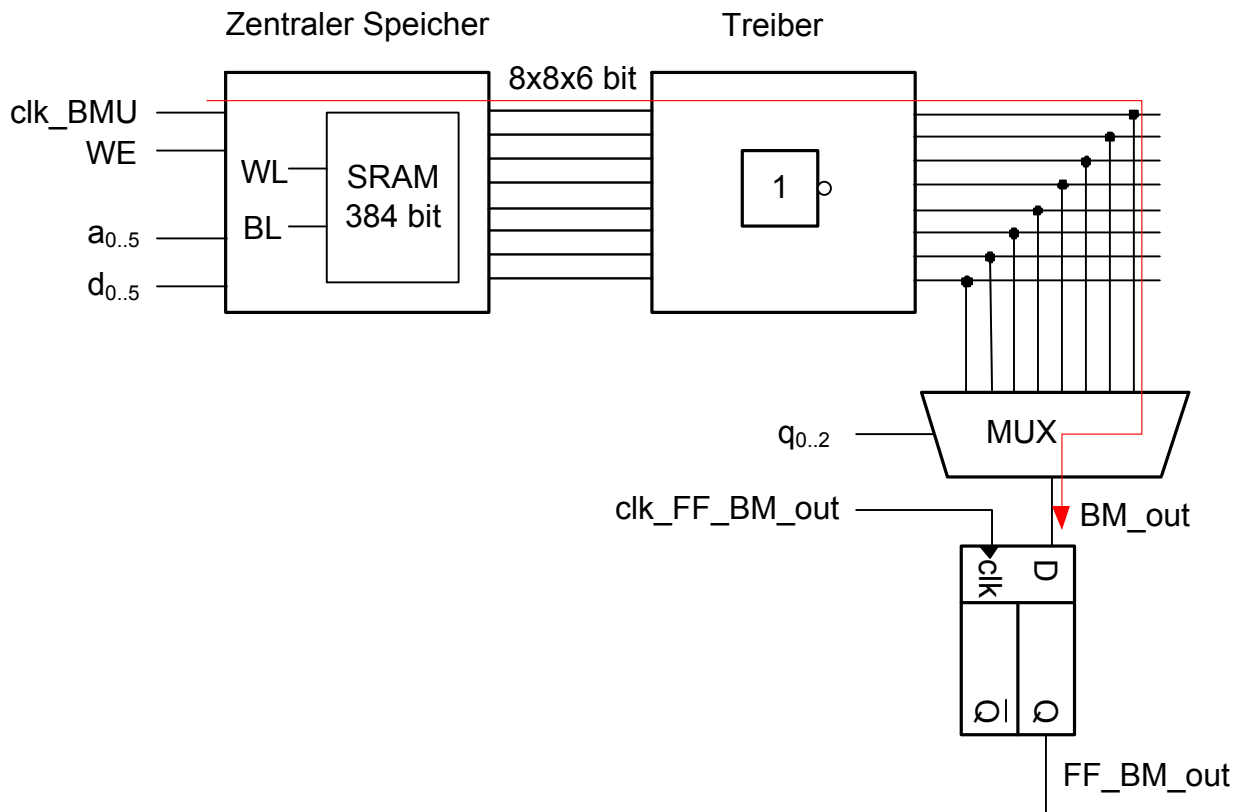 Zentraler Speicher
Treiber
8x8x6 bit
clk_BMU
WE
a0..5
d0..5
WL
BL
SRAM
384 bit
1
q0..2
MUX
clk_FF_BM_out
BM_out
clk
D
Q
Q
FF_BM_out